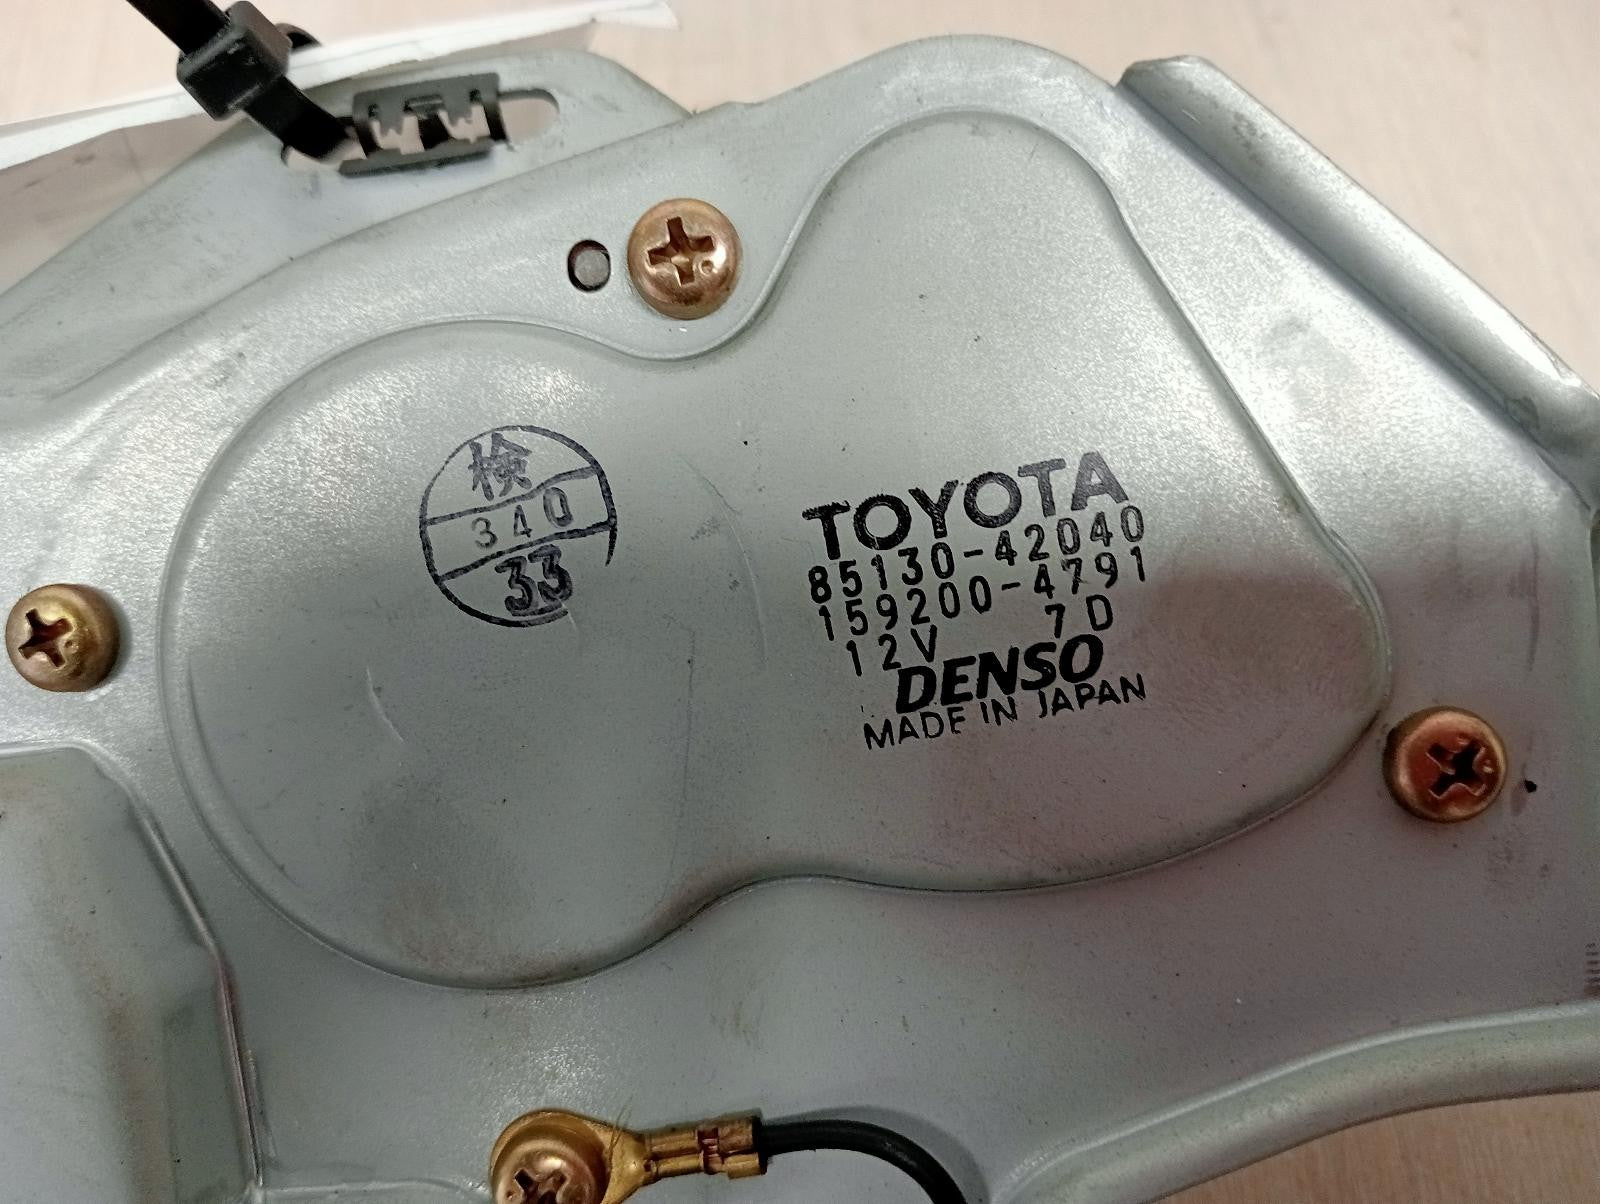 検
340
33
TOYOTA
85130-42040
159200-4791
12V 7D
DENSO
MADE IN JAPAN